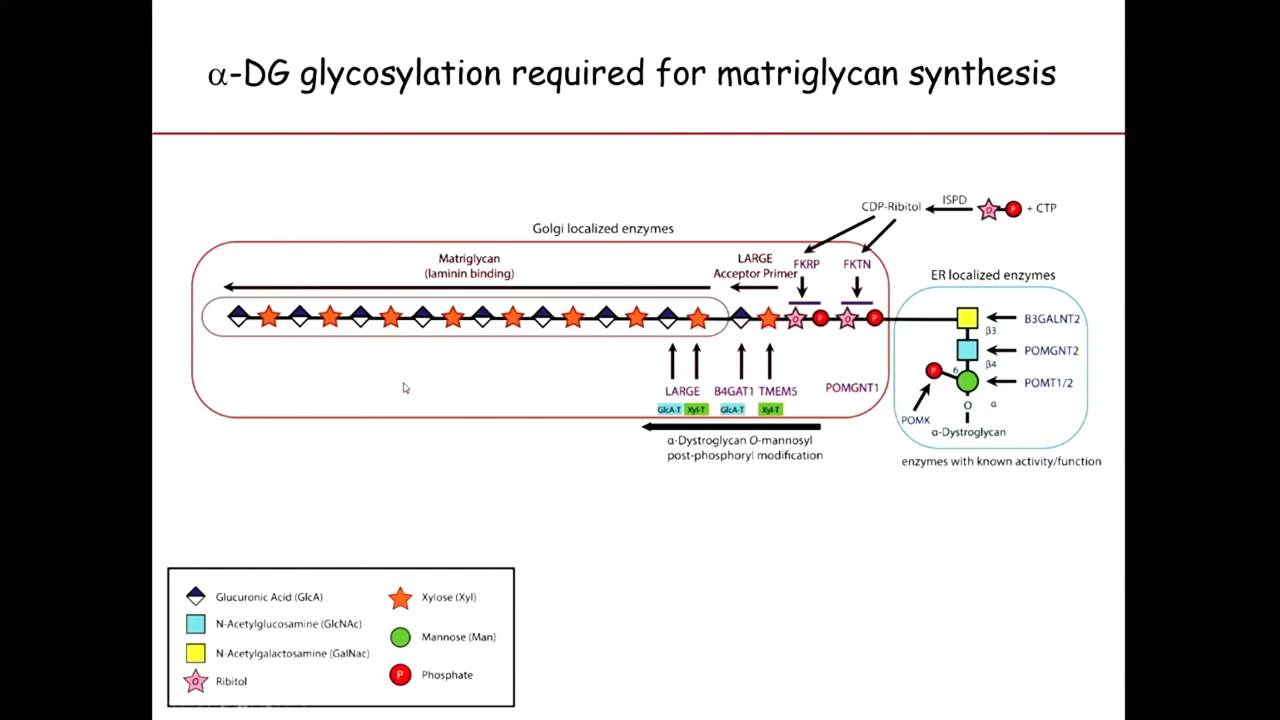 α-DG glycosylation required for matriglycan synthesis
CDP-Ribitol
ISPD
P
+ CTP
Golgi localized enzymes
Matriglycan
(laminin binding)
LARGE
Acceptor Primer
FKRP
FKTN
ER localized enzymes
P
P
B3GALNT2
β3
POMGNT2
β4
P
6
POMT1/2
O
α
POMK
α-Dystroglycan
LARGE
B4GAT1
TMEM5
POMGNT1
GlcA-T
Xyl-T
GlcA-T
Xyl-T
α-Dystroglycan O-mannosyl
post-phosphoryl modification
enzymes with known activity/function
Glucuronic Acid (GlcA)
Xylose (Xyl)
N-Acetylglucosamine (GlcNAc)
Mannose (Man)
N-Acetylgalactosamine (GalNac)
Ribitol
P
Phosphate